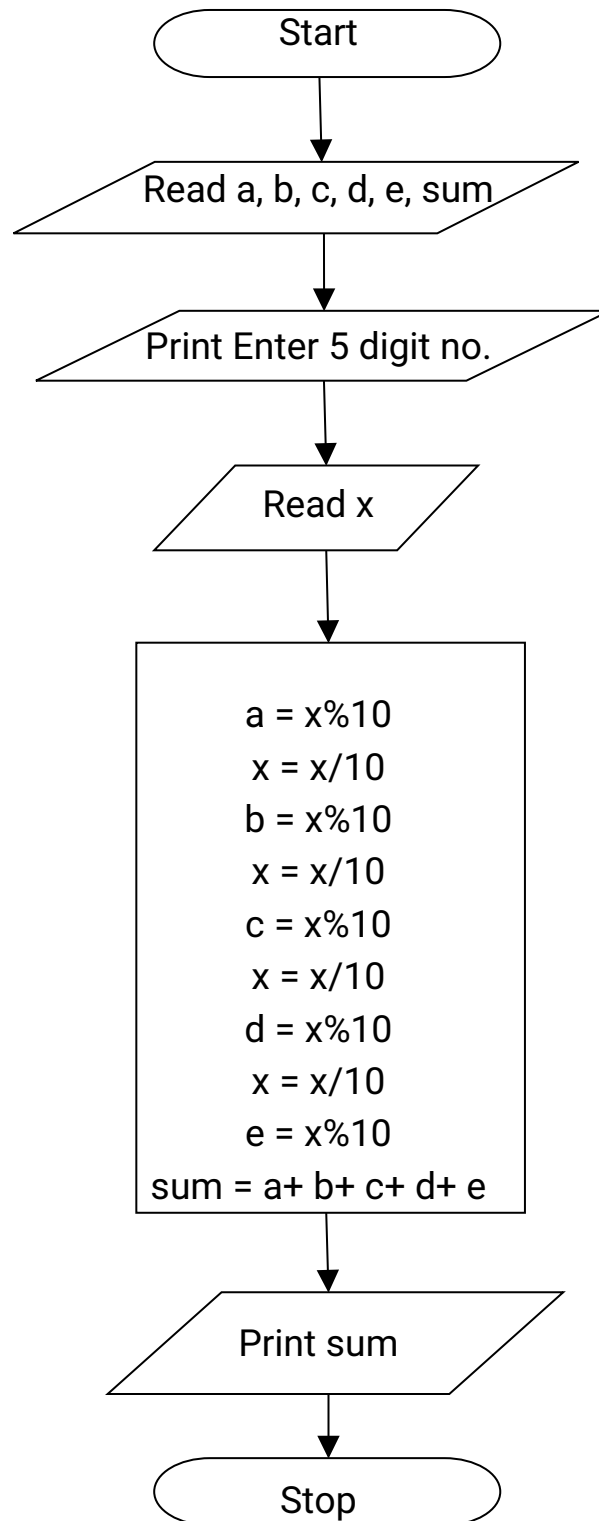 Start
Read a, b, c, d, e, sum
Print Enter 5 digit no.
Read x
a = x%10
x = x/10
b = x%10
x = x/10
c = x%10
x = x/10
d = x%10
x = x/10
e = x%10
sum = a+ b+ c+ d+ e
Print sum
Stop